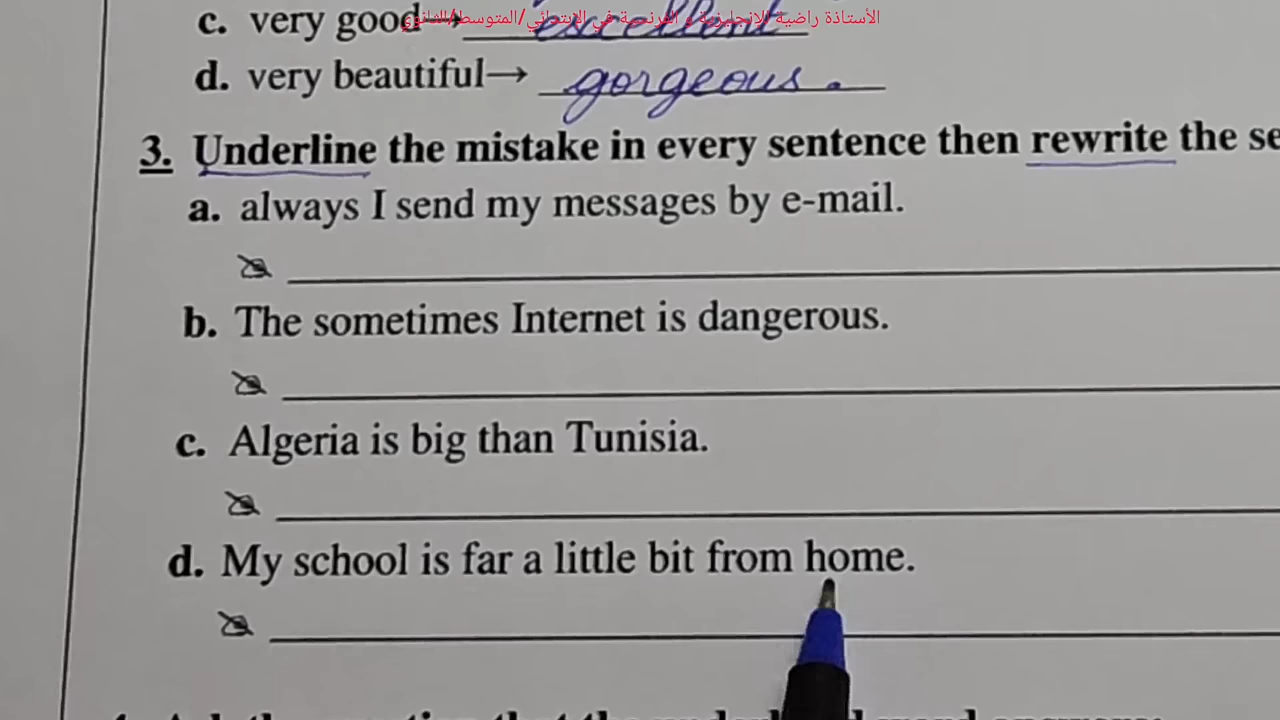 الأستاذة راضية للانجليزية و الفرنسية في الابتدائي/المتوسط/الثانوي
c. very good→ excellent
d. very beautiful→ gorgeous.
3. Underline the mistake in every sentence then rewrite the se
a. always I send my messages by e-mail.
b. The sometimes Internet is dangerous.
c. Algeria is big than Tunisia.
d. My school is far a little bit from home.